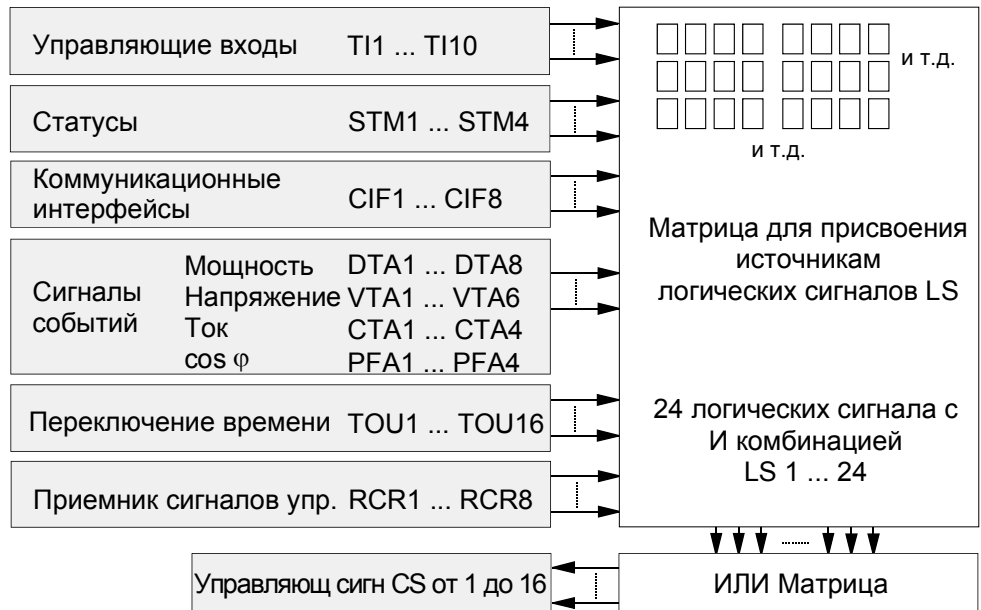 Управляющие входы TI1 ... TI10
Статусы STM1 ... STM4
Коммуникационные
интерфейсы CIF1 ... CIF8
Сигналы
событий
Мощность DTA1 ... DTA8
Напряжение VTA1 ... VTA6
Ток CTA1 ... CTA4
cos φ PFA1 ... PFA4
Переключение времени TOU1 ... TOU16
Приемник сигналов упр. RCR1 ... RCR8
и т.д.
и т.д.
Матрица для присвоения
источникам
логических сигналов LS
24 логических сигнала с
И комбинацией
LS 1 ... 24
Управляющ сигн CS от 1 до 16
ИЛИ Матрица